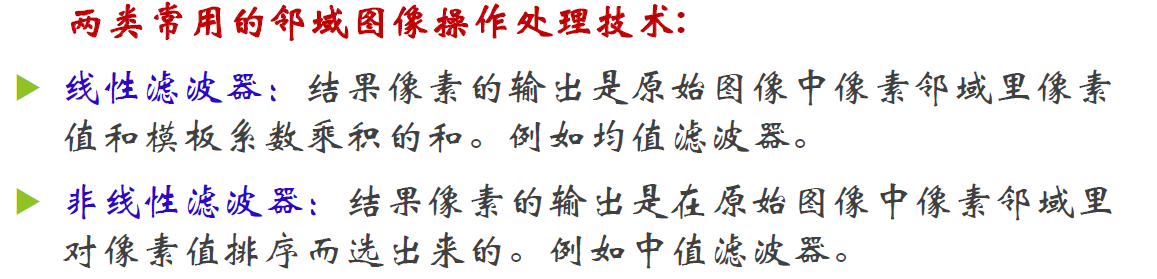 两类常用的邻域图像操作处理技术:
线性滤波器：结果像素的输出是原始图像中像素邻域里像素
值和模板系数乘积的和。例如均值滤波器。
非线性滤波器：结果像素的输出是在原始图像中像素邻域里
对像素值排序而选出来的。例如中值滤波器。